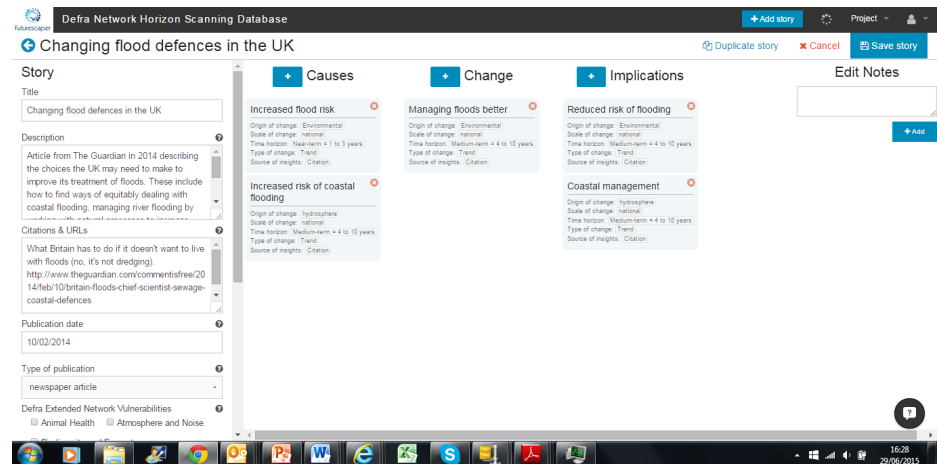 Futurescaper
Defra Network Horizon Scanning Database
+ Add story
Project
Changing flood defences in the UK
Duplicate story
× Cancel
Save story
Story
Title
Changing flood defences in the UK
Description
Article from The Guardian in 2014 describing
the choices the UK may need to make to
improve its treatment of floods. These include
how to find ways of equitably dealing with
coastal flooding, managing river flooding by
working with natural processes to increase
Citations & URLs
What Britain has to do if it doesn't want to live
with floods (no, it's not dredging).
http://www.theguardian.com/commentisfree/20
14/feb/10/britain-floods-chief-scientist-sewage-
coastal-defences
Publication date
10/02/2014
Type of publication
newspaper article
Defra Extended Network Vulnerabilities
Animal Health
Atmosphere and Noise
+ Causes
Increased flood risk
Origin of change: Environmental
Scale of change: national
Time horizon: Near-term = 1 to 3 years
Type of change: Trend
Source of insights: Citation
Increased risk of coastal
flooding
Origin of change: hydrosphere
Scale of change: national
Time horizon: Medium-term = 4 to 10 years
Type of change: Trend
Source of insights: Citation
+ Change
Managing floods better
Origin of change: Environmental
Scale of change: national
Time horizon: Medium-term = 4 to 10 years
Type of change: Trend
Source of insights: Citation
+ Implications
Reduced risk of flooding
Origin of change: Environmental
Scale of change: national
Time horizon: Medium-term = 4 to 10 years
Type of change: Trend
Source of insights: Citation
Coastal management
Origin of change: hydrosphere
Scale of change: national
Time horizon: Medium-term = 4 to 10 years
Type of change: Trend
Source of insights: Citation
Edit Notes
+ Add
16:28
29/06/2015